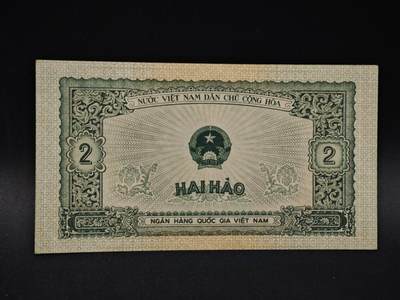 NƯỚC VIỆT NAM DÂN CHỦ CỘNG HÒA
2 2
HAI HÀO
NGÂN HÀNG QUỐC GIA VIỆT NAM